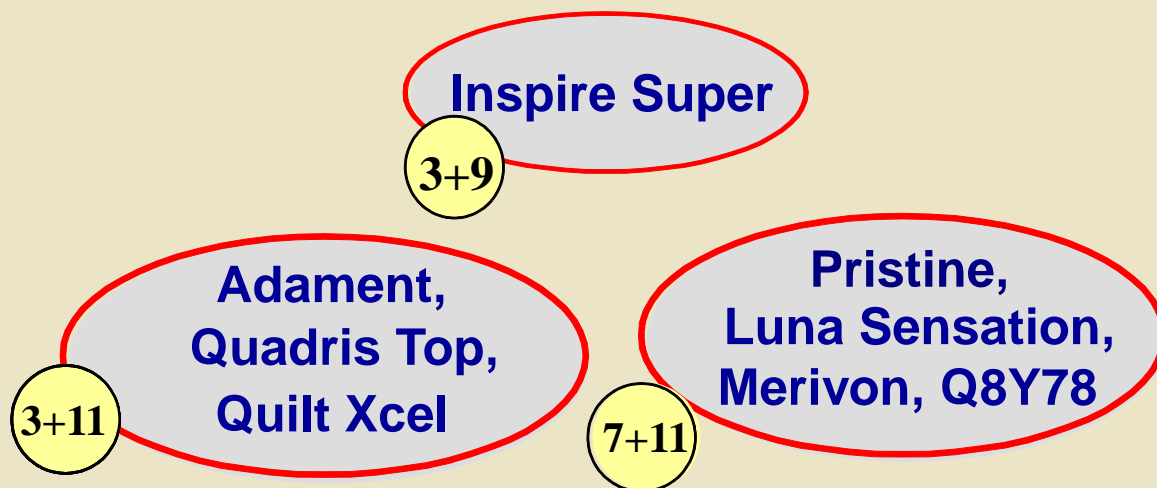 Inspire Super
3+9
Adament,
Quadris Top,
Quilt Xcel
3+11
Pristine,
Luna Sensation,
Merivon, Q8Y78
7+11